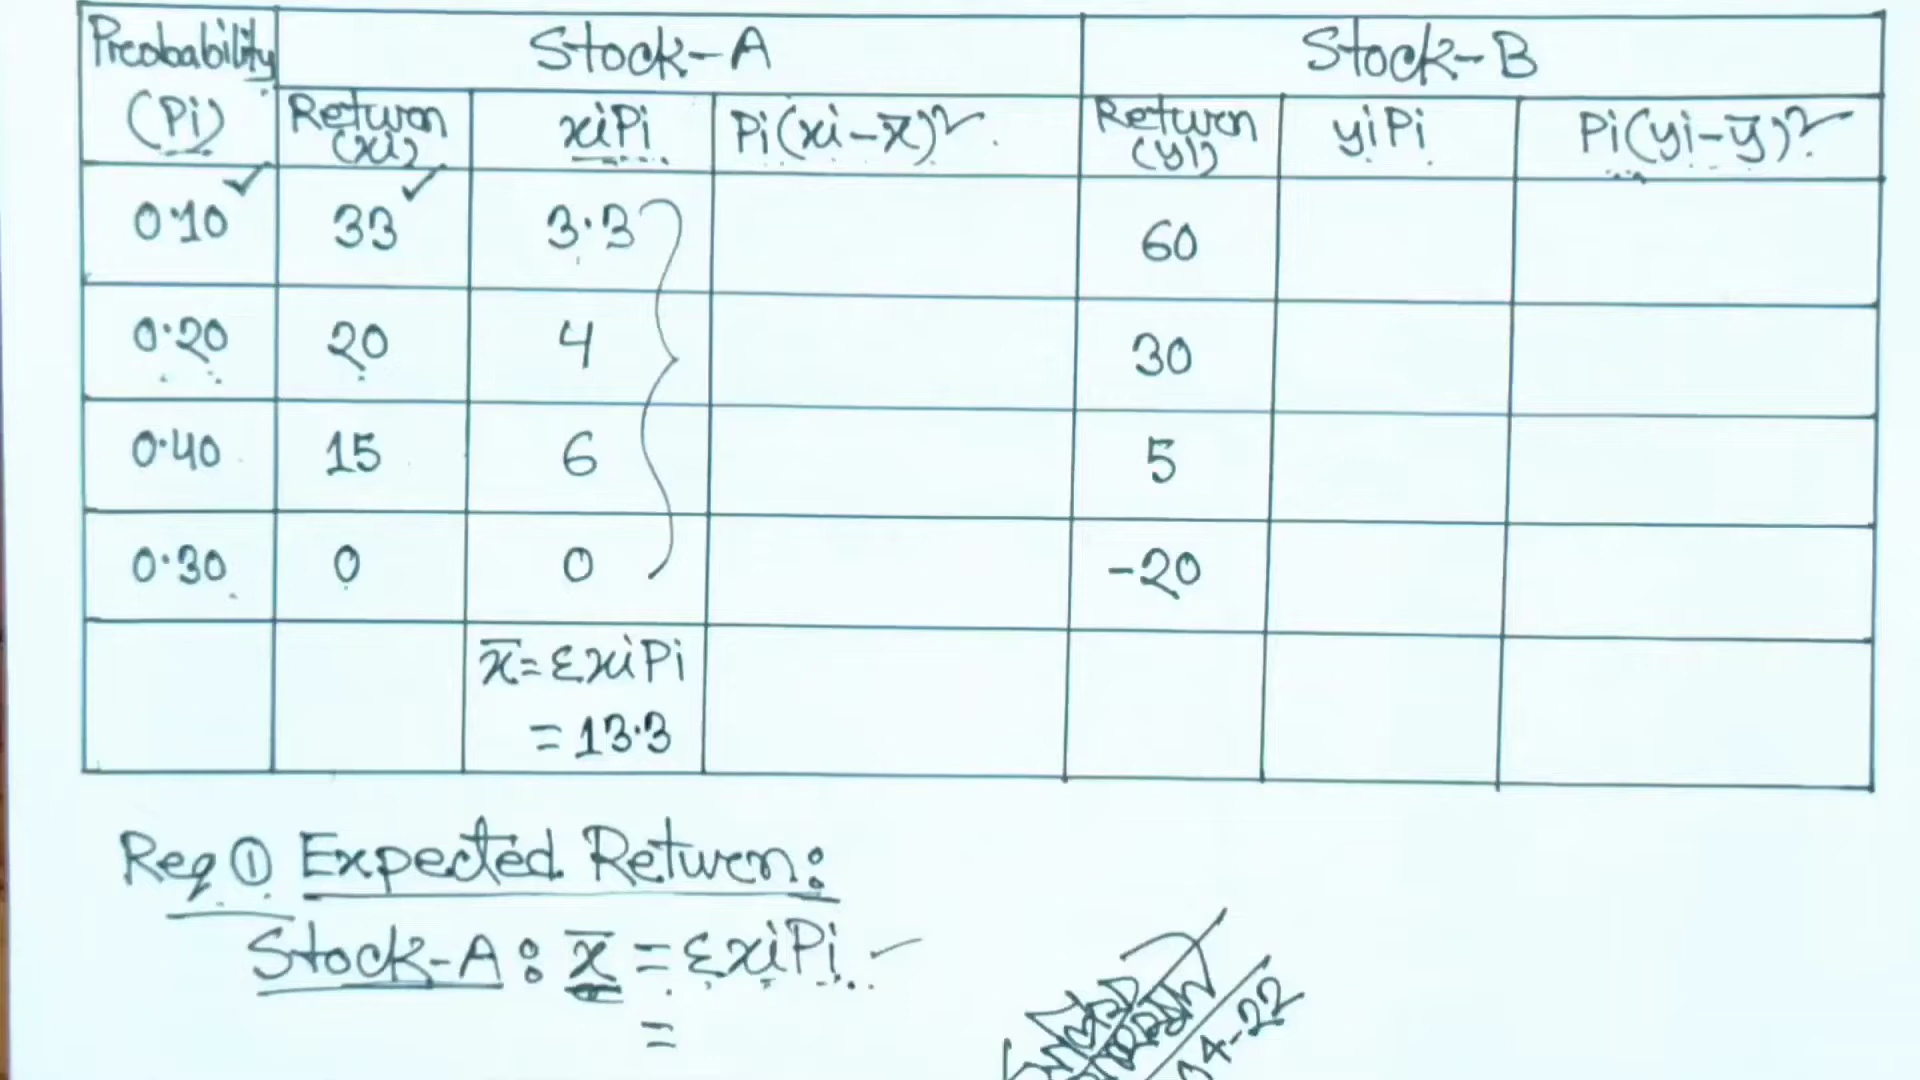 Probability Stock-A Stock-B
(Pi) Return (xi) xiPi Pi(xi-x̅)² Return (yi) yiPi Pi(yi-y̅)²
0.10 33 3.3 60
0.20 20 4 30
0.40 15 6 5
0.30 0 0 -20
x̅ = ΣxiPi
= 13.3
Req ① Expected Return:
Stock-A : x̅ = ΣxiPi
=